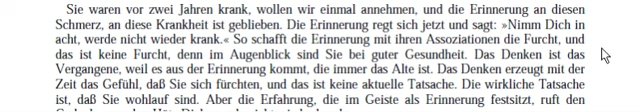 Sie waren vor zwei Jahren krank, wollen wir einmal annehmen, und die Erinnerung an diesen
Schmerz, an diese Krankheit ist geblieben. Die Erinnerung regt sich jetzt und sagt: »Nimm Dich in
acht, werde nicht wieder krank.« So schafft die Erinnerung mit ihren Assoziationen die Furcht, und
das ist keine Furcht, denn im Augenblick sind Sie bei guter Gesundheit. Das Denken ist das
Vergangene, weil es aus der Erinnerung kommt, die immer das Alte ist. Das Denken erzeugt mit der
Zeit das Gefühl, daß Sie sich fürchten, und das ist keine aktuelle Tatsache. Die wirkliche Tatsache
ist, daß Sie wohlauf sind. Aber die Erfahrung, die im Geiste als Erinnerung festsitzt, ruft den